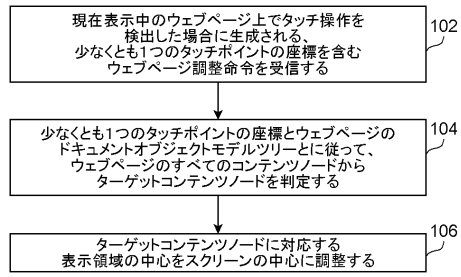 現在表示中のウェブページ上でタッチ操作を
検出した場合に生成される、
少なくとも1つのタッチポイントの座標を含む
ウェブページ調整命令を受信する
102
少なくとも1つのタッチポイントの座標とウェブページの
ドキュメントオブジェクトモデルツリーとに従って、
ウェブページのすべてのコンテンツノードから
ターゲットコンテンツノードを判定する
104
ターゲットコンテンツノードに対応する
表示領域の中心をスクリーンの中心に調整する
106